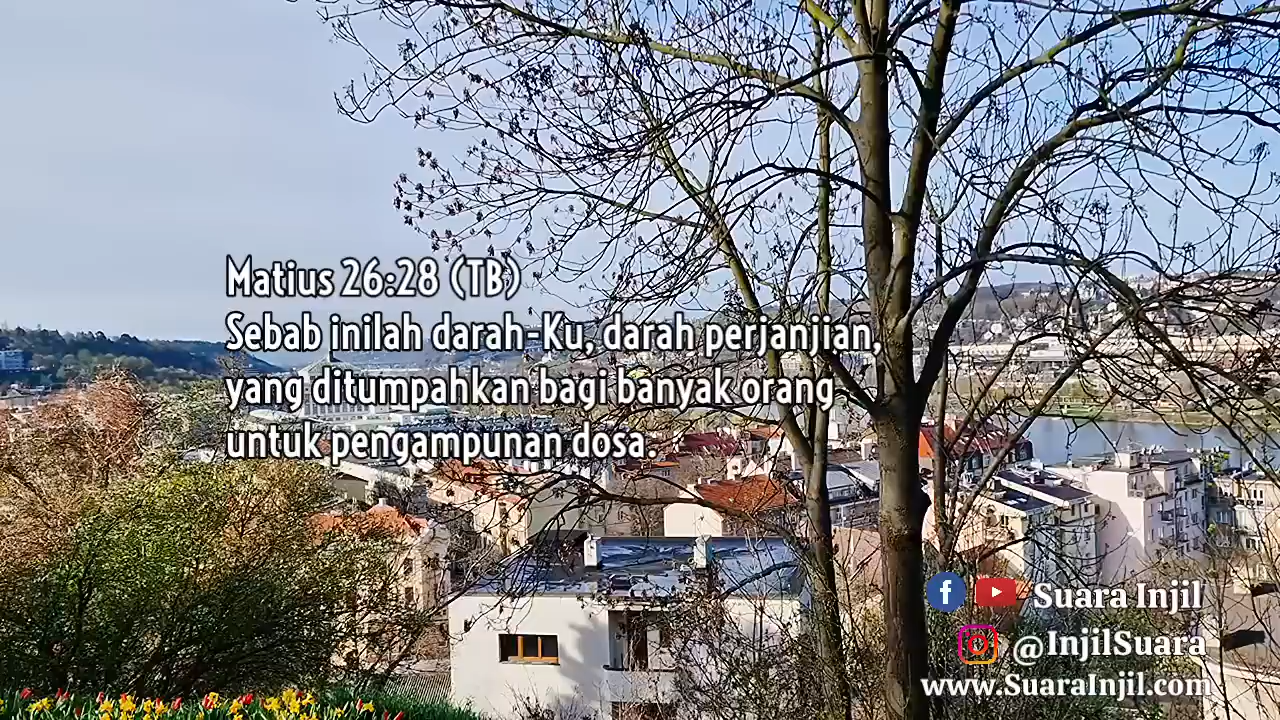 Matius 26:28 (TB)
Sebab inilah darah-Ku, darah perjanjian,
yang ditumpahkan bagi banyak orang
untuk pengampunan dosa.
Suara Injil
@InjilSuara
www.SuaraInjil.com